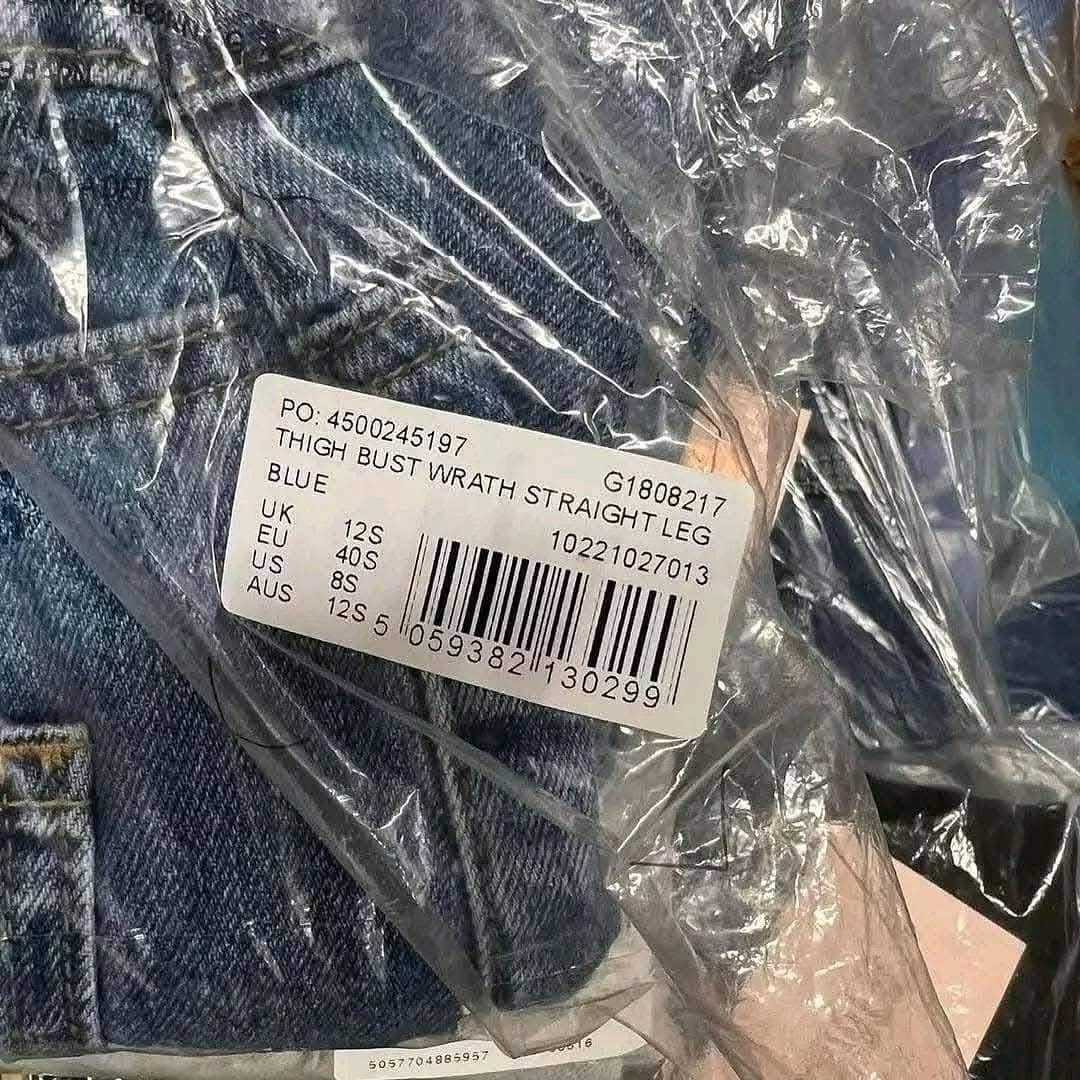 PO: 4500245197
G1808217
THIGH BUST WRATH STRAIGHT LEG
BLUE
10221027013
UK 12S
EU 40S
US 8S
AUS 12S
5 059382 130299
5057704885957